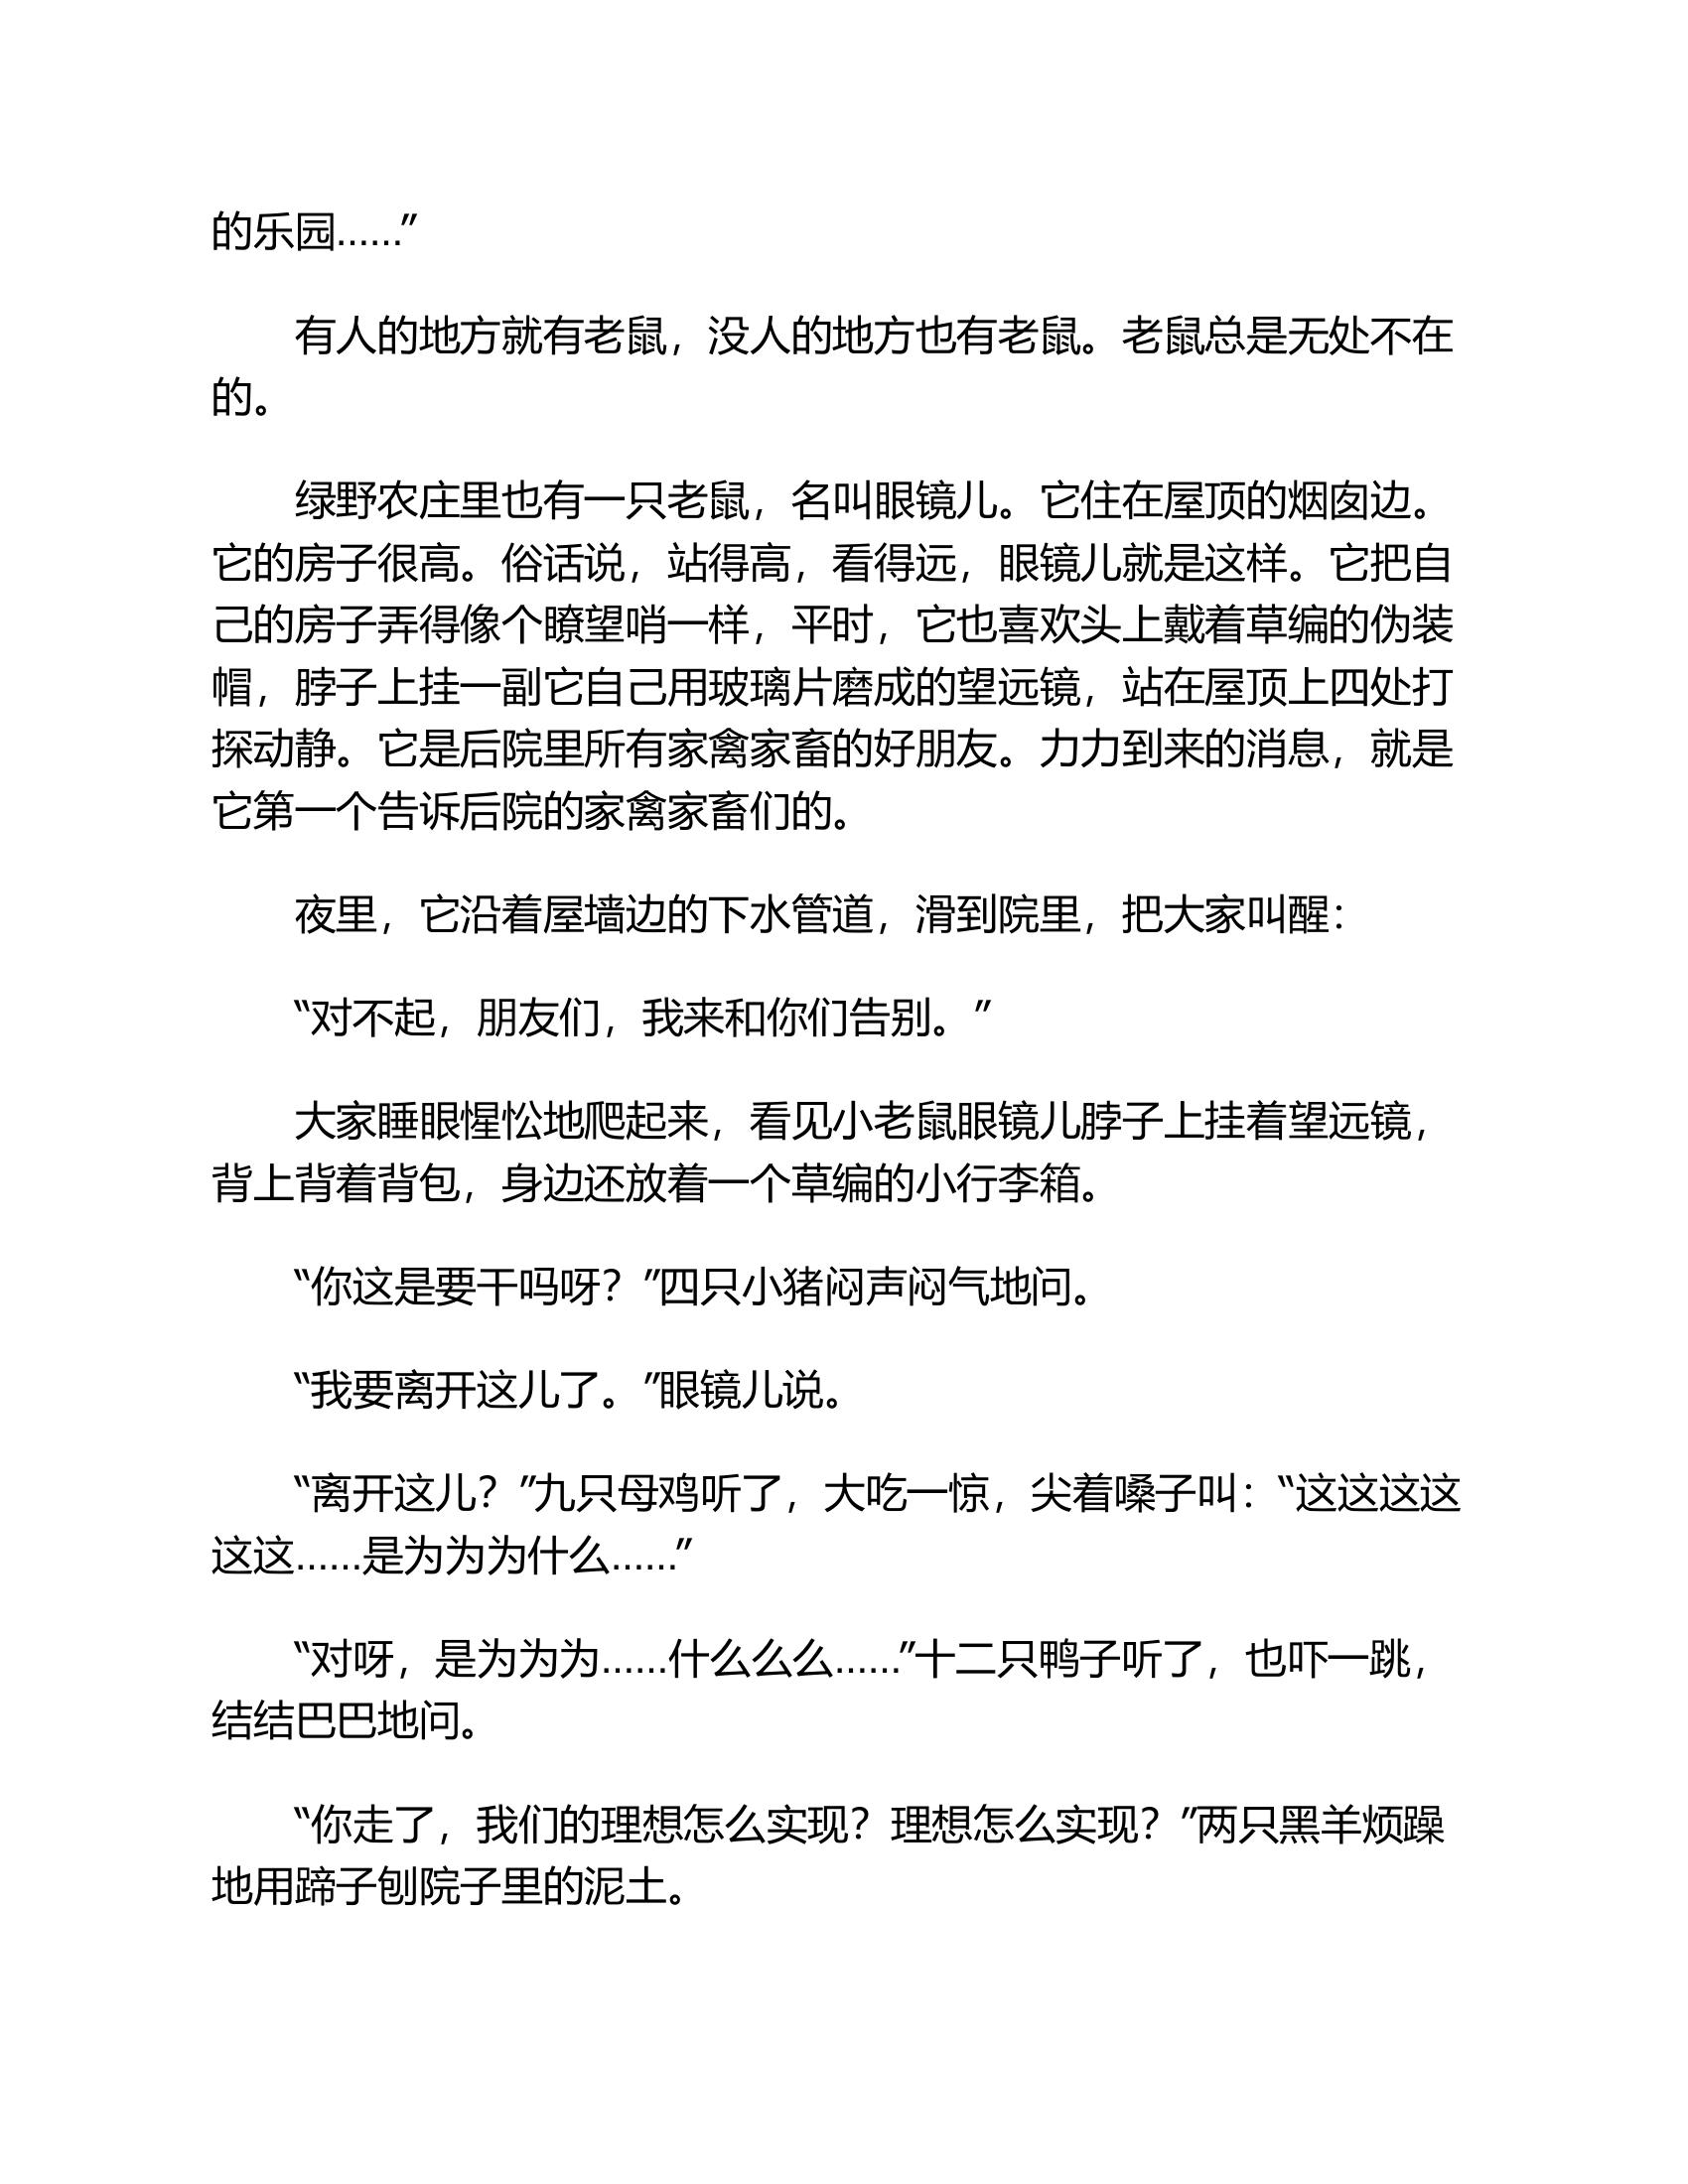 的乐园……”
有人的地方就有老鼠，没人的地方也有老鼠。老鼠总是无处不在
的。
绿野农庄里也有一只老鼠，名叫眼镜儿。它住在屋顶的烟囱边。
它的房子很高。俗话说，站得高，看得远，眼镜儿就是这样。它把自
己的房子弄得像个瞭望哨一样，平时，它也喜欢头上戴着草编的伪装
帽，脖子上挂一副它自己用玻璃片磨成的望远镜，站在屋顶上四处打
探动静。它是后院里所有家禽家畜的好朋友。力力到来的消息，就是
它第一个告诉后院的家禽家畜们的。
夜里，它沿着屋墙边的下水管道，滑到院里，把大家叫醒：
“对不起，朋友们，我来和你们告别。”
大家睡眼惺忪地爬起来，看见小老鼠眼镜儿脖子上挂着望远镜，
背上背着背包，身边还放着一个草编的小行李箱。
“你这是要干吗呀？”四只小猪闷声闷气地问。
“我要离开这儿了。”眼镜儿说。
“离开这儿？”九只母鸡听了，大吃一惊，尖着嗓子叫：“这这这这
这这……是为为为什么……”
“对呀，是为为为……什么么么……”十二只鸭子听了，也吓一跳，
结结巴巴地问。
“你走了，我们的理想怎么实现？理想怎么实现？”两只黑羊烦躁
地用蹄子刨院子里的泥土。